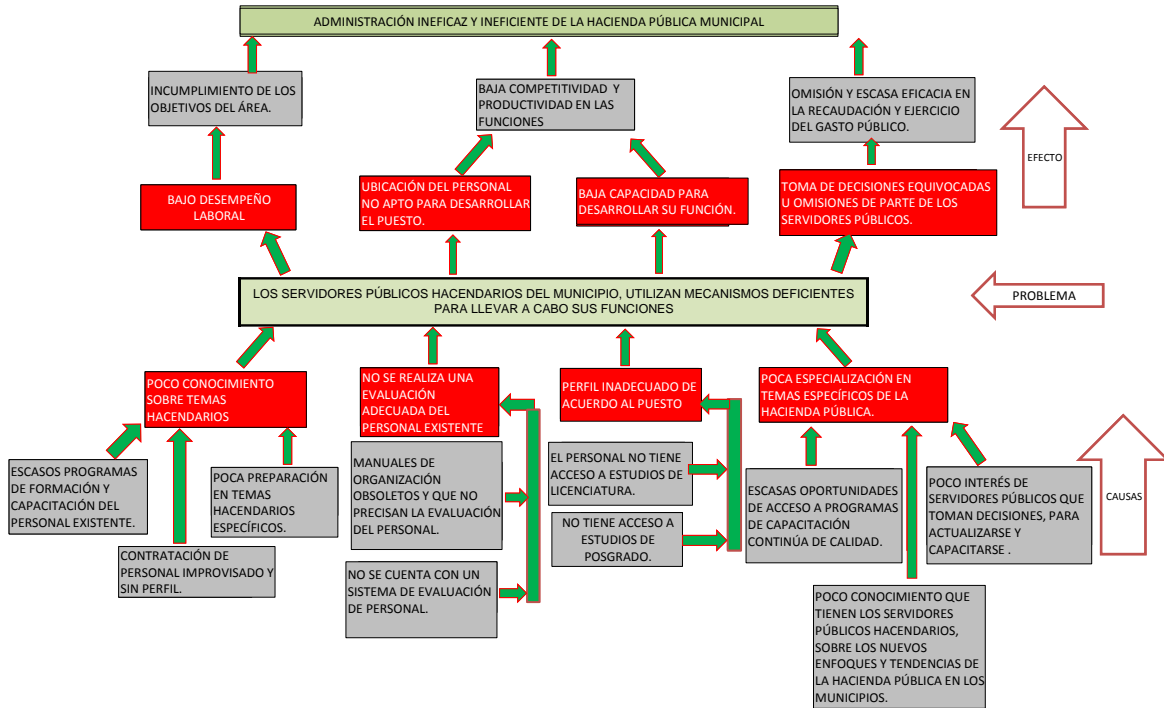 ADMINISTRACIÓN INEFICAZ Y INEFICIENTE DE LA HACIENDA PÚBLICA MUNICIPAL
INCUMPLIMIENTO DE LOS
OBJETIVOS DEL ÁREA.
BAJA COMPETITIVIDAD Y
PRODUCTIVIDAD EN LAS
FUNCIONES
OMISIÓN Y ESCASA EFICACIA EN
LA RECAUDACIÓN Y EJERCICIO
DEL GASTO PÚBLICO.
EFECTO
BAJO DESEMPEÑO
LABORAL
UBICACIÓN DEL PERSONAL
NO APTO PARA DESARROLLAR
EL PUESTO.
BAJA CAPACIDAD PARA
DESARROLLAR SU FUNCIÓN.
TOMA DE DECISIONES EQUIVOCADAS
U OMISIONES DE PARTE DE LOS
SERVIDORES PÚBLICOS.
LOS SERVIDORES PÚBLICOS HACENDARIOS DEL MUNICIPIO, UTILIZAN MECANISMOS DEFICIENTES
PARA LLEVAR A CABO SUS FUNCIONES
PROBLEMA
POCO CONOCIMIENTO
SOBRE TEMAS
HACENDARIOS
NO SE REALIZA UNA
EVALUACIÓN
ADECUADA DEL
PERSONAL EXISTENTE
PERFIL INADECUADO DE
ACUERDO AL PUESTO
POCA ESPECIALIZACIÓN EN
TEMAS ESPECÍFICOS DE LA
HACIENDA PÚBLICA.
ESCASOS PROGRAMAS
DE FORMACIÓN Y
CAPACITACIÓN DEL
PERSONAL EXISTENTE.
POCA PREPARACIÓN
EN TEMAS
HACENDARIOS
ESPECÍFICOS.
MANUALES DE
ORGANIZACIÓN
OBSOLETOS Y QUE NO
PRECISAN LA EVALUACIÓN
DEL PERSONAL.
EL PERSONAL NO TIENE
ACCESO A ESTUDIOS DE
LICENCIATURA.
ESCASAS OPORTUNIDADES
DE ACCESO A PROGRAMAS
DE CAPACITACIÓN
CONTINÚA DE CALIDAD.
POCO INTERÉS DE
SERVIDORES PÚBLICOS QUE
TOMAN DECISIONES, PARA
ACTUALIZARSE Y
CAPACITARSE .
CAUSAS
CONTRATACIÓN DE
PERSONAL IMPROVISADO Y
SIN PERFIL.
NO TIENE ACCESO A
ESTUDIOS DE
POSGRADO.
NO SE CUENTA CON UN
SISTEMA DE EVALUACIÓN
DE PERSONAL.
POCO CONOCIMIENTO QUE
TIENEN LOS SERVIDORES
PÚBLICOS HACENDARIOS,
SOBRE LOS NUEVOS
ENFOQUES Y TENDENCIAS DE
LA HACIENDA PÚBLICA EN LOS
MUNICIPIOS.